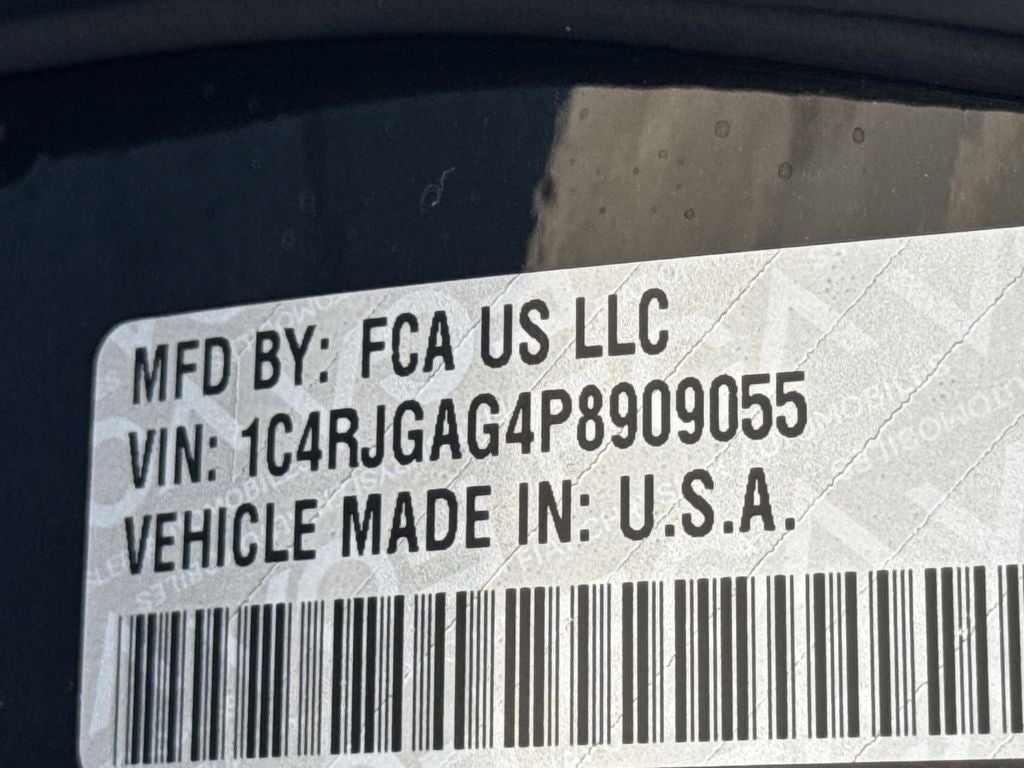 MFD BY: FCA US LLC
VIN: 1C4RJGAG4P8909055
VEHICLE MADE IN: U.S.A.